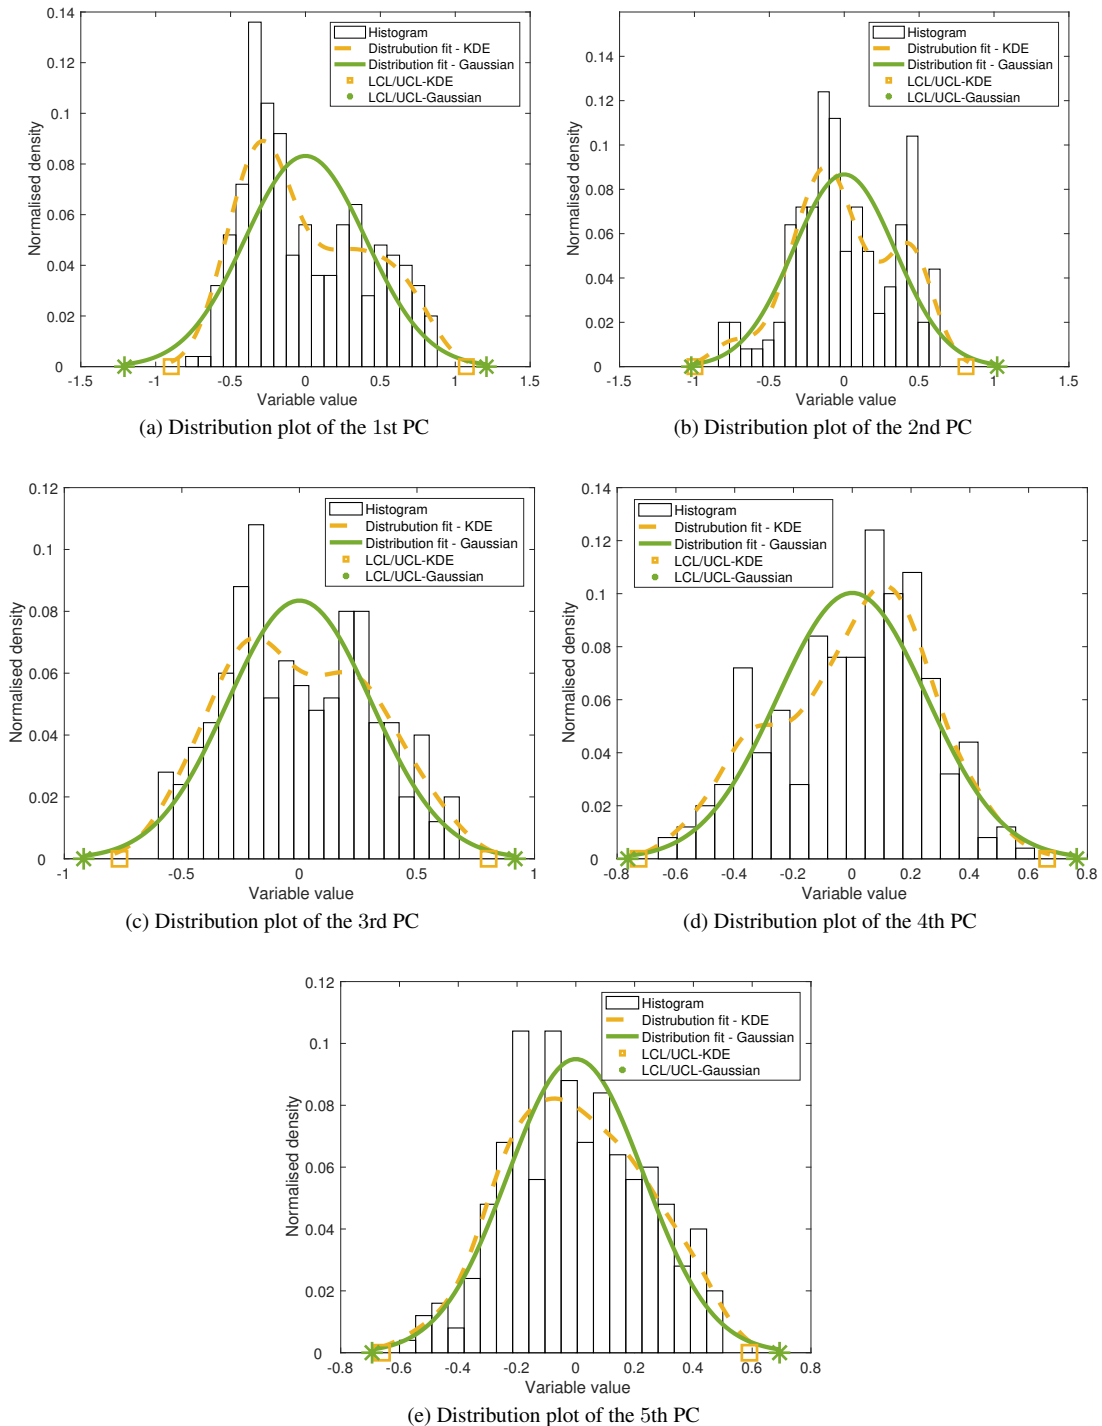 0.14
0.12
0.1
0.08
0.06
0.04
0.02
0
Normalised density
Histogram
Distrubution fit - KDE
Distribution fit - Gaussian
LCL/UCL-KDE
LCL/UCL-Gaussian
-1.5 -1 -0.5 0 0.5 1 1.5
Variable value
(a) Distribution plot of the 1st PC
0.14
0.12
0.1
0.08
0.06
0.04
0.02
0
Normalised density
Histogram
Distrubution fit - KDE
Distribution fit - Gaussian
LCL/UCL-KDE
LCL/UCL-Gaussian
-1.5 -1 -0.5 0 0.5 1 1.5
Variable value
(b) Distribution plot of the 2nd PC
0.12
0.1
0.08
0.06
0.04
0.02
0
Normalised density
Histogram
Distrubution fit - KDE
Distribution fit - Gaussian
LCL/UCL-KDE
LCL/UCL-Gaussian
-1 -0.5 0 0.5 1
Variable value
(c) Distribution plot of the 3rd PC
0.14
0.12
0.1
0.08
0.06
0.04
0.02
0
Normalised density
Histogram
Distrubution fit - KDE
Distribution fit - Gaussian
LCL/UCL-KDE
LCL/UCL-Gaussian
-0.8 -0.6 -0.4 -0.2 0 0.2 0.4 0.6 0.8
Variable value
(d) Distribution plot of the 4th PC
0.12
0.1
0.08
0.06
0.04
0.02
0
Normalised density
Histogram
Distrubution fit - KDE
Distribution fit - Gaussian
LCL/UCL-KDE
LCL/UCL-Gaussian
-0.8 -0.6 -0.4 -0.2 0 0.2 0.4 0.6 0.8
Variable value
(e) Distribution plot of the 5th PC